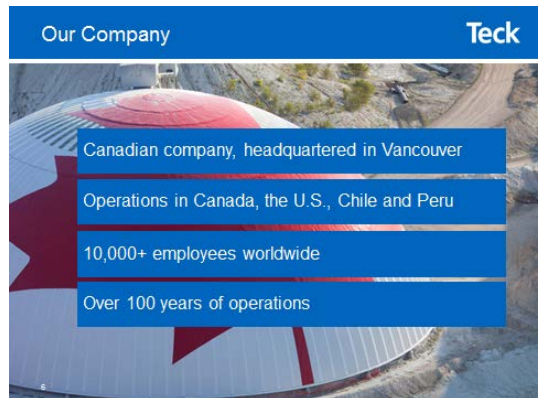 Our Company
Teck
Canadian company, headquartered in Vancouver
Operations in Canada, the U.S., Chile and Peru
10,000+ employees worldwide
Over 100 years of operations
6